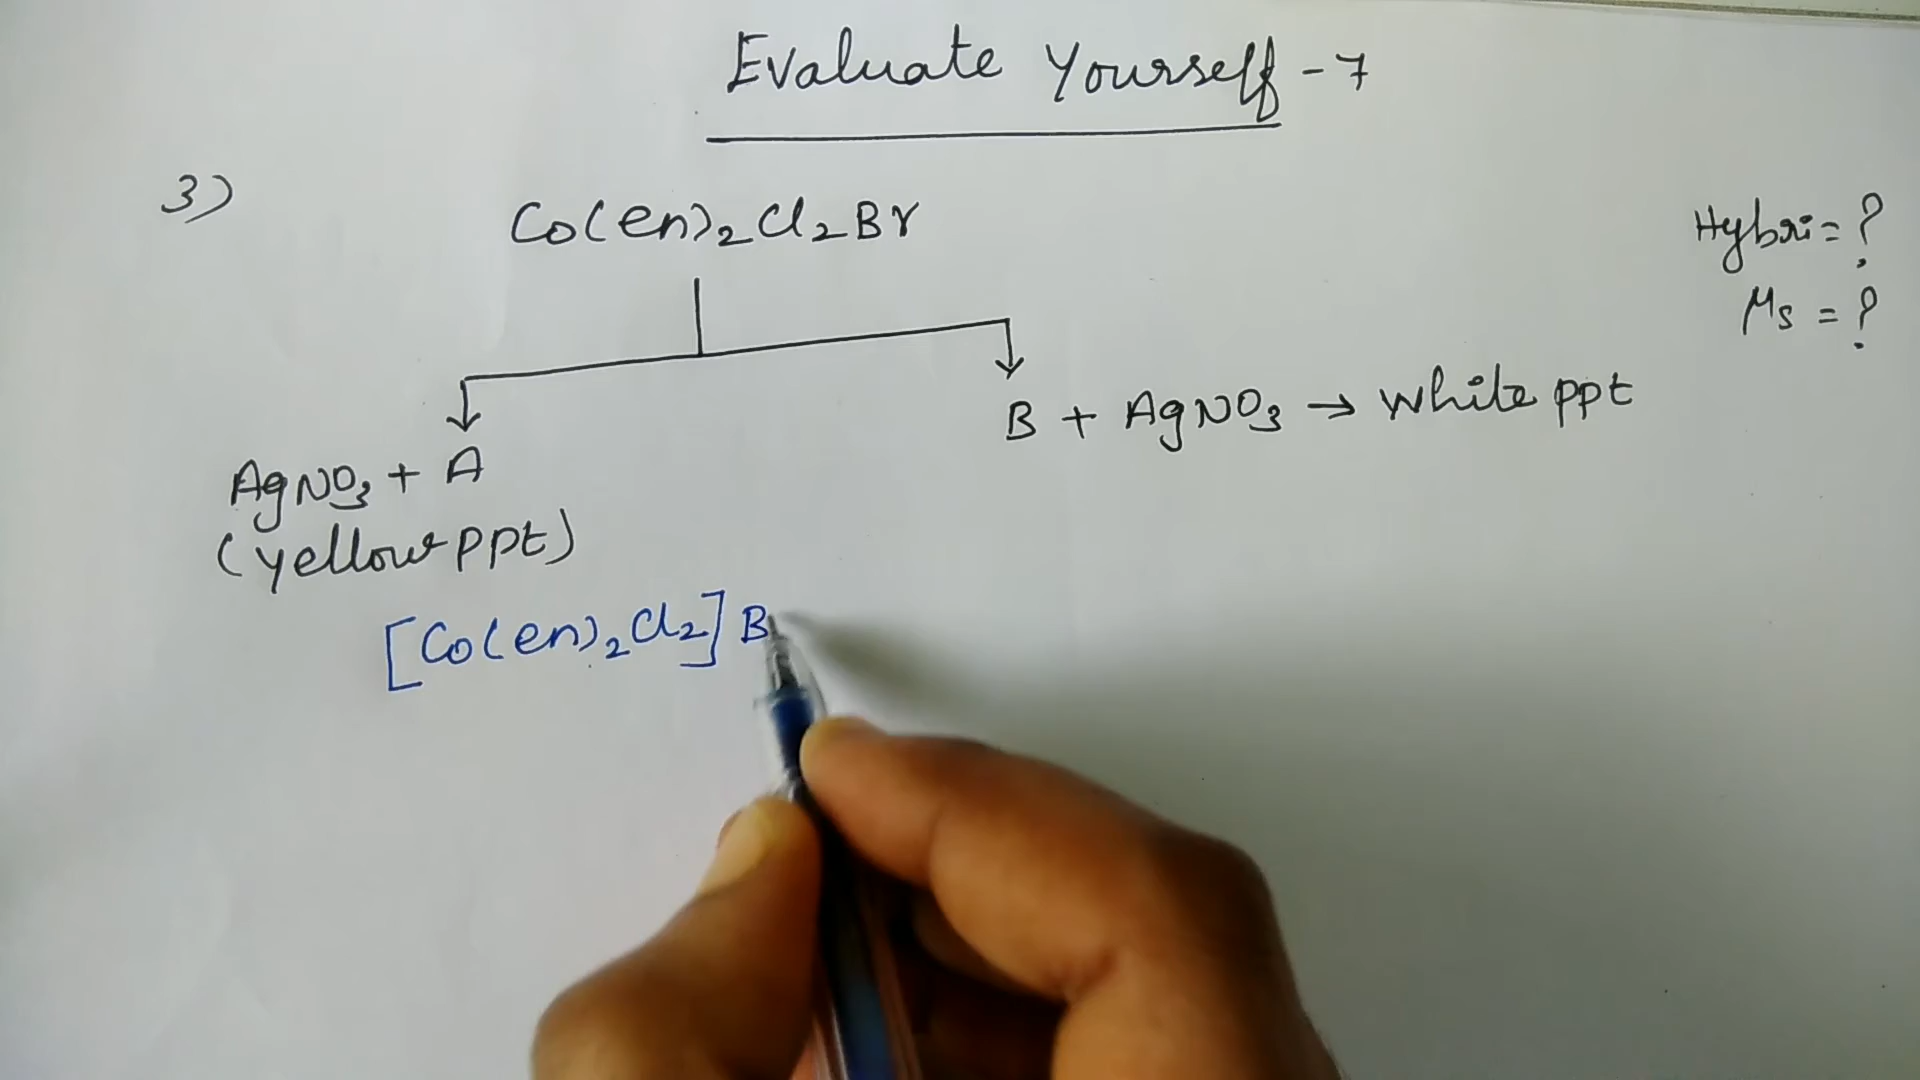 Evaluate Yourself - 7
3)
Co(en)₂Cl₂Br
Hybri = ?
μs = ?
B + AgNO₃ → White ppt
AgNO₃ + A
(yellow ppt)
[Co(en)₂Cl₂] B